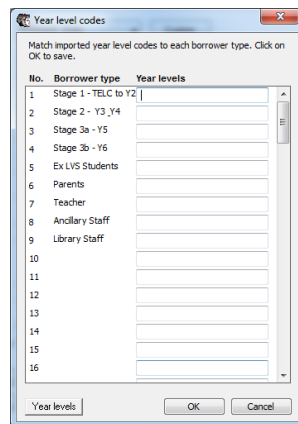 Year level codes
Match imported year level codes to each borrower type. Click on
OK to save.
No. Borrower type Year levels
1 Stage 1 - TELC to Y2
2 Stage 2 - Y3 ,Y4
3 Stage 3a - Y5
4 Stage 3b - Y6
5 Ex LVS Students
6 Parents
7 Teacher
8 Ancillary Staff
9 Library Staff
10
11
12
13
14
15
16
Year levels OK Cancel